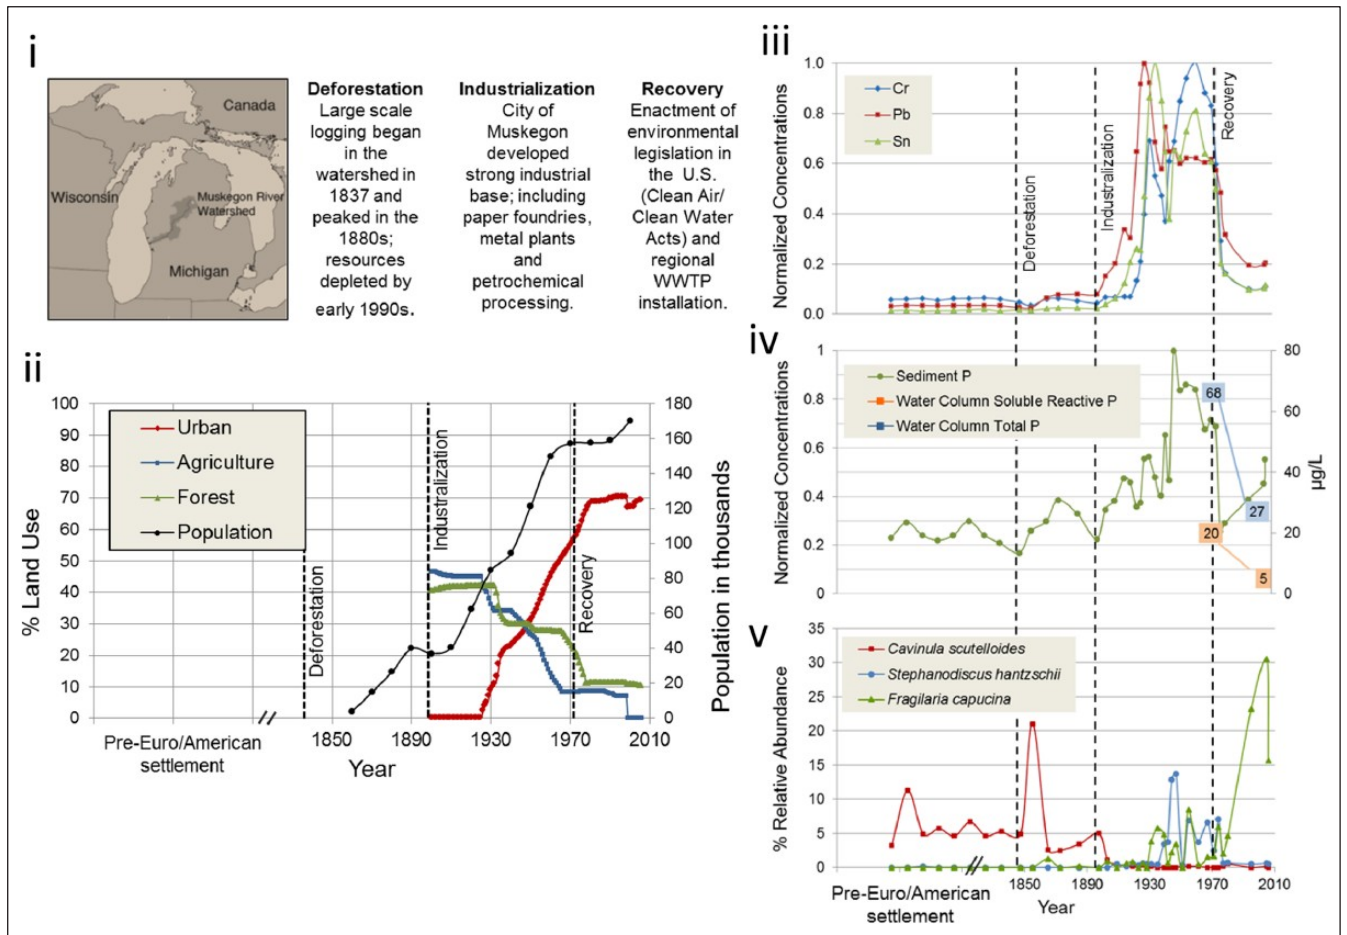 i
Canada
Wisconsin
Muskegon River
Watershed
Michigan
Deforestation
Large scale
logging began
in the
watershed in
1837 and
peaked in the
1880s;
resources
depleted by
early 1990s.
Industrialization
City of
Muskegon
developed
strong industrial
base; including
paper foundries,
metal plants
and
petrochemical
processing.
Recovery
Enactment of
environmental
legislation in
the U.S.
(Clean Air/
Clean Water
Acts) and
regional
WWTP
installation.
ii
% Land Use
100
90
80
70
60
50
40
30
20
10
0
Urban
Agriculture
Forest
Population
Deforestation
Industralization
Recovery
180
160
140
120
100
80
60
40
20
0
Population in thousands
Pre-Euro/American
settlement
1850 1890 1930 1970 2010
Year
iii
Normalized Concentrations
1.0
0.8
0.6
0.4
0.2
0.0
Cr
Pb
Sn
Deforestation
Industralization
Recovery
iv
Normalized Concentrations
1
0.8
0.6
0.4
0.2
0
Sediment P
Water Column Soluble Reactive P
Water Column Total P
68
27
20
5
80
60
40
20
0
µg/L
v
% Relative Abundance
35
30
25
20
15
10
5
0
Cavinula scutelloides
Stephanodiscus hantzschii
Fragilaria capucina
Pre-Euro/American
settlement
1850 1890 1930 1970 2010
Year